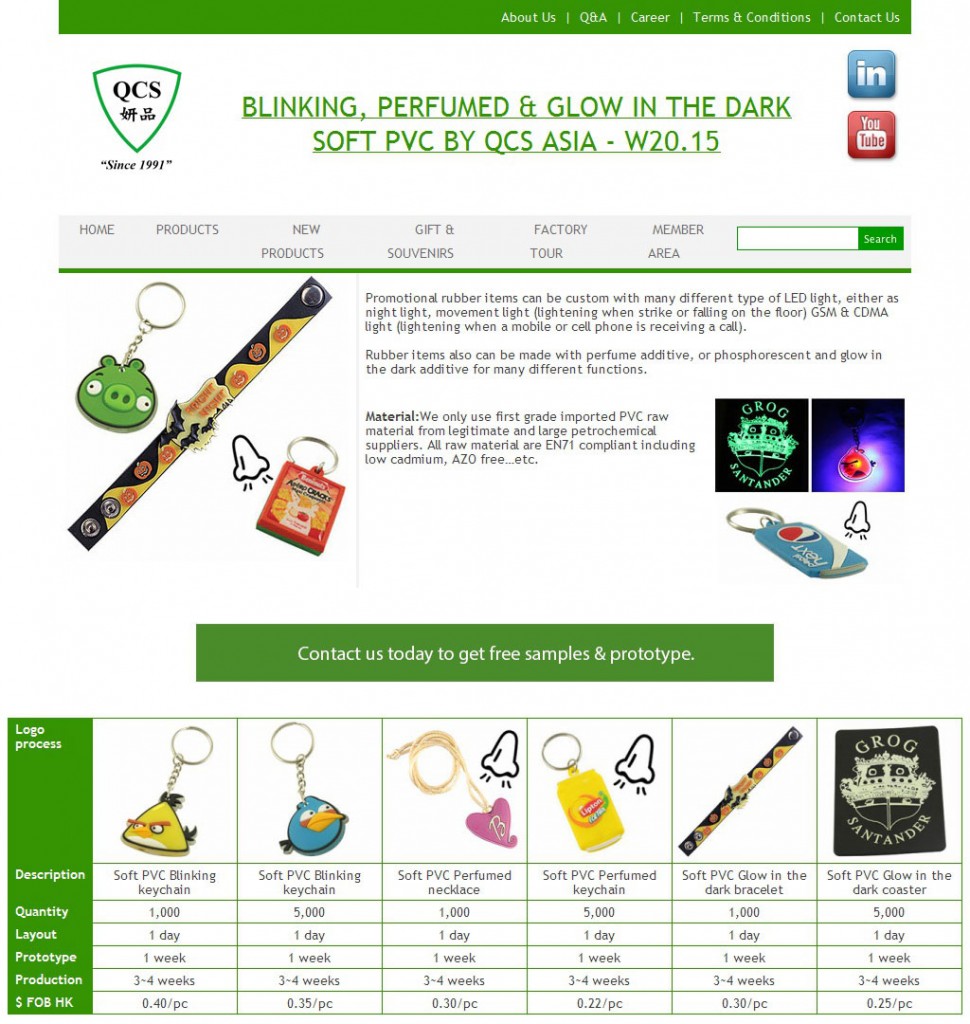 About Us | Q&A | Career | Terms & Conditions | Contact Us
QCS
妍品
“Since 1991”
BLINKING, PERFUMED & GLOW IN THE DARK
SOFT PVC BY QCS ASIA - W20.15
in
You
Tube
HOME PRODUCTS NEW GIFT & FACTORY MEMBER
PRODUCTS SOUVENIRS TOUR AREA
Search
Promotional rubber items can be custom with many different type of LED light, either as
night light, movement light (lightening when strike or falling on the floor) GSM & CDMA
light (lightening when a mobile or cell phone is receiving a call).
Rubber items also can be made with perfume additive, or phosphorescent and glow in
the dark additive for many different functions.
Material:We only use first grade imported PVC raw
material from legitimate and large petrochemical
suppliers. All raw material are EN71 compliant including
low cadmium, AZO free...etc.
GROG
SANTANDER
next
Contact us today to get free samples & prototype.
Logo
process
B
Lipton
GROG
SANTANDER
Description Soft PVC Blinking Soft PVC Blinking Soft PVC Perfumed Soft PVC Perfumed Soft PVC Glow in the Soft PVC Glow in the
keychain keychain necklace keychain dark bracelet dark coaster
Quantity 1,000 5,000 1,000 5,000 1,000 5,000
Layout 1 day 1 day 1 day 1 day 1 day 1 day
Prototype 1 week 1 week 1 week 1 week 1 week 1 week
Production 3~4 weeks 3~4 weeks 3~4 weeks 3~4 weeks 3~4 weeks 3~4 weeks
$ FOB HK 0.40/pc 0.35/pc 0.30/pc 0.22/pc 0.30/pc 0.25/pc